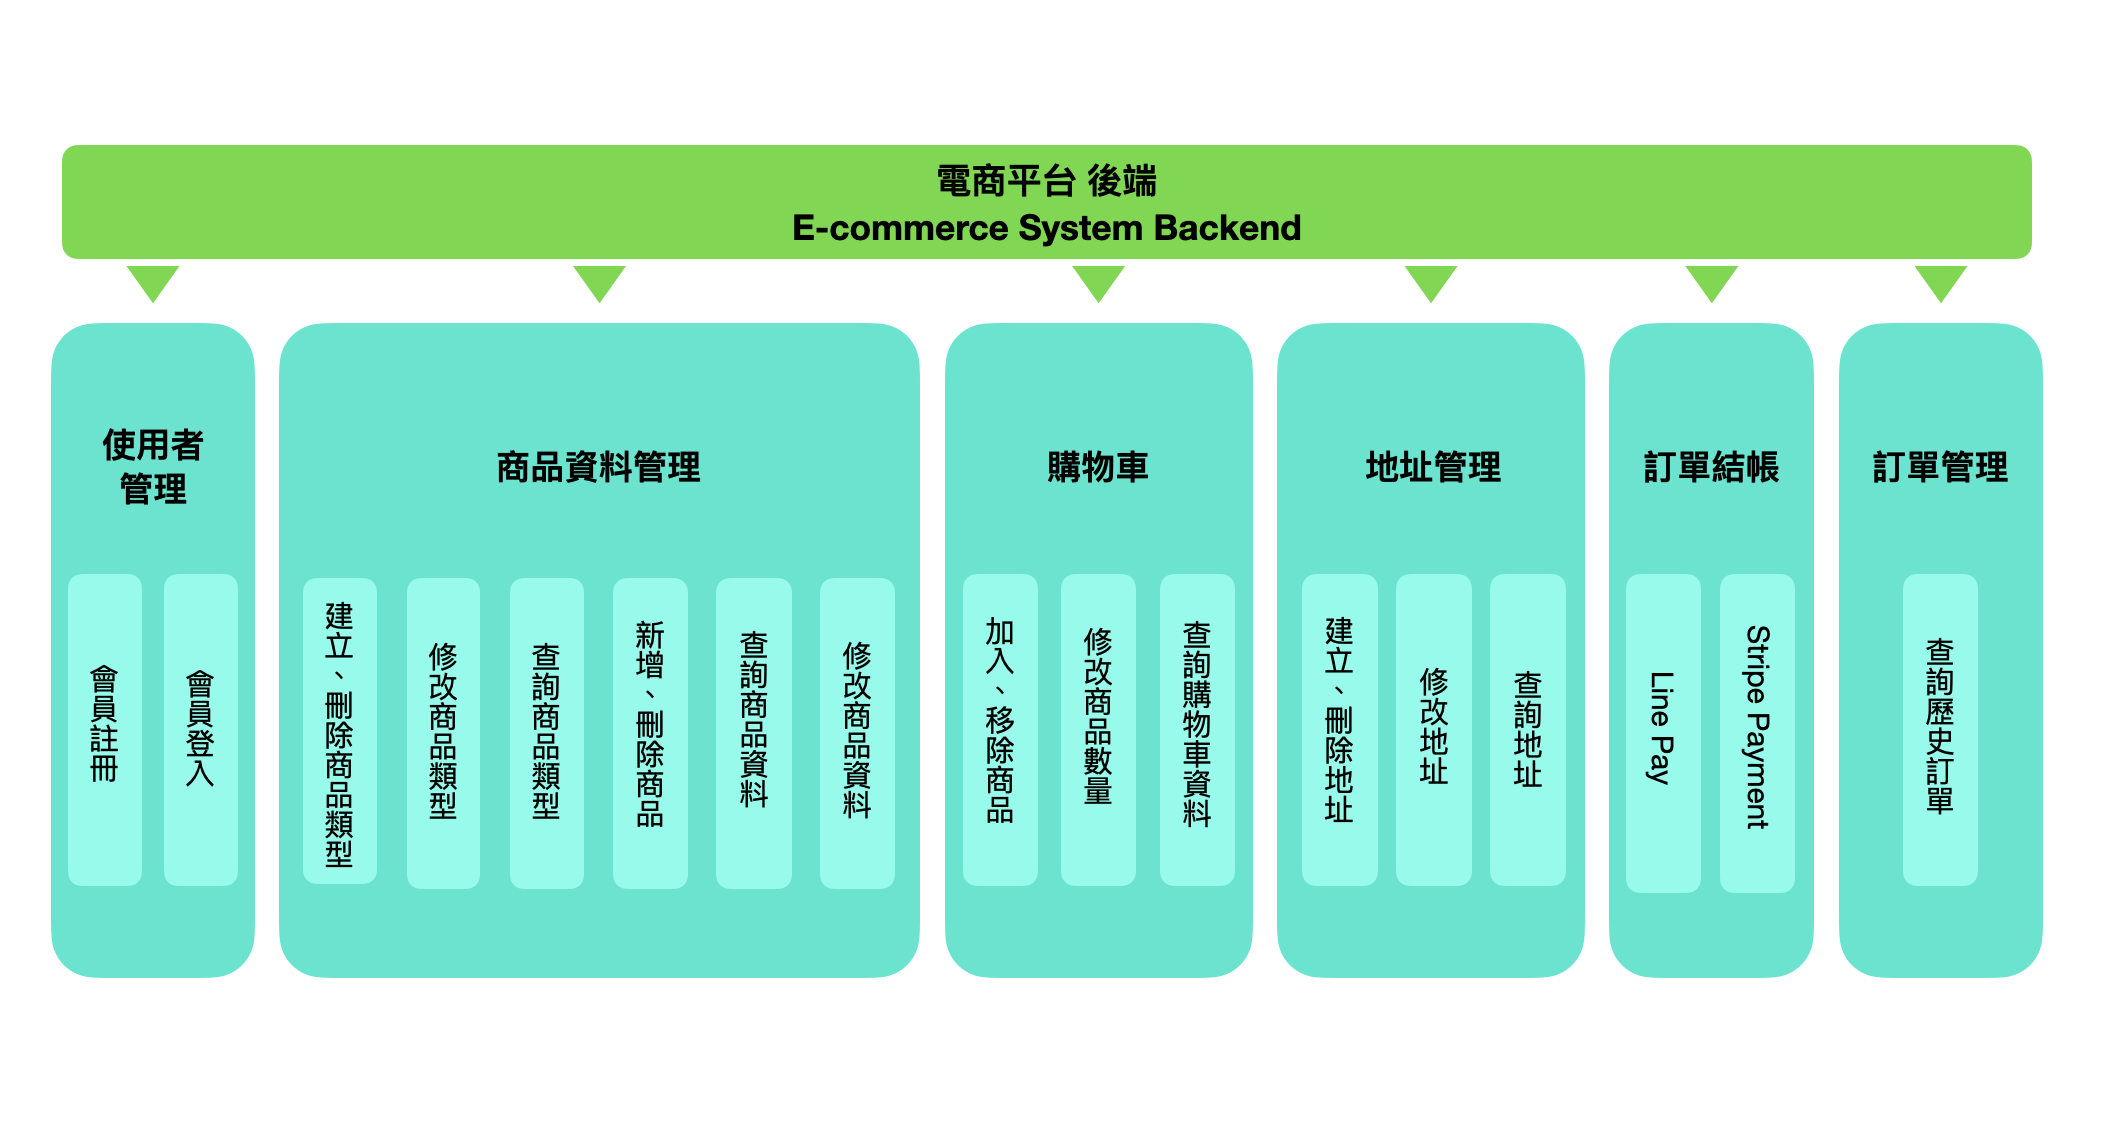 電商平台 後端
E-commerce System Backend
使用者
管理
會員註冊
會員登入
商品資料管理
建立、刪除商品類型
修改商品類型
查詢商品類型
新增、刪除商品
查詢商品資料
修改商品資料
購物車
加入、移除商品
修改商品數量
查詢購物車資料
地址管理
建立、刪除地址
修改地址
查詢地址
訂單結帳
Line Pay
Stripe Payment
訂單管理
查詢歷史訂單